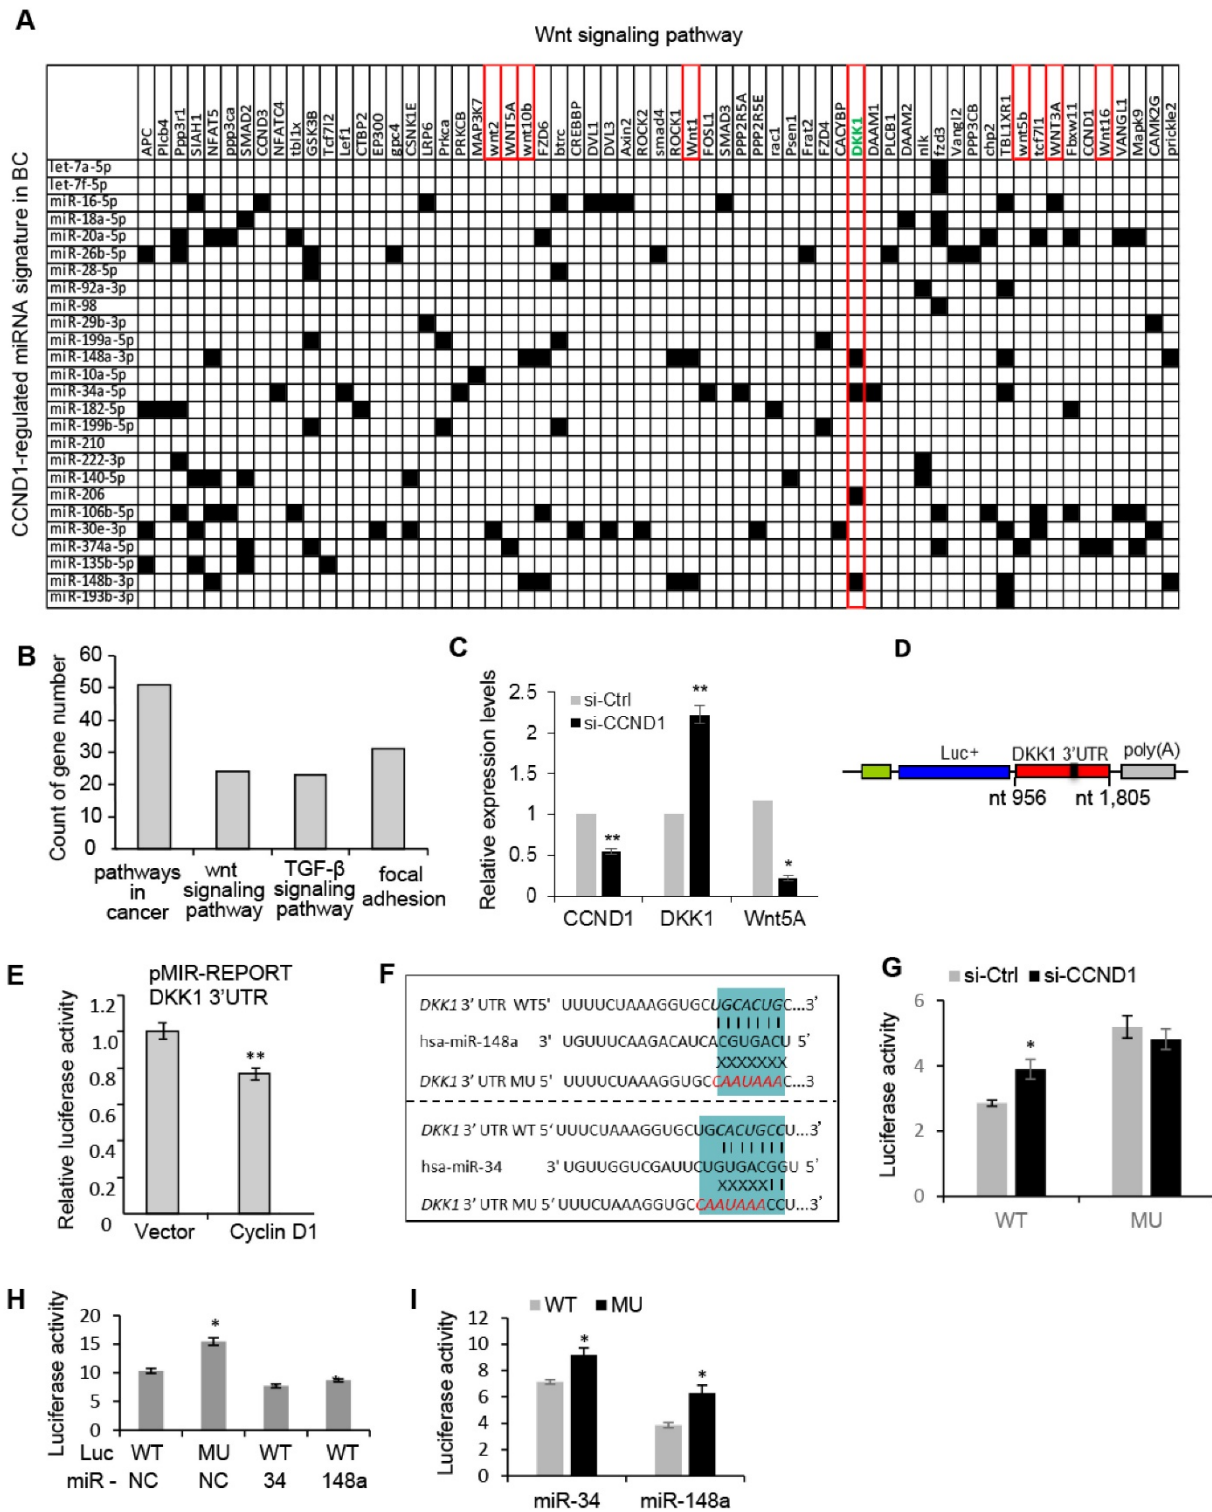 A
Wnt signaling pathway
CCND1-regulated miRNA signature in BC
APC Plcb4 Ppp3r1 SIAH1 NFAT5 ppp3ca SMAD2 CCND3 NFATC4 tbl1x GSK3B Tcf7l2 Lef1 CTBP2 EP300 gpc4 CSNK1E LRP6 Prkca PRKCB MAP3K7 wnt2 WNT5A wnt10b FZD6 btrc CREBBP DVL1 DVL3 Axin2 ROCK2 smad4 ROCK1 Wnt1 FOSL1 SMAD3 PPP2R5A PPP2R5E rac1 Psen1 Frat2 FZD4 CACYBP DKK1 DAAM1 PLCB1 DAAM2 nlk fzd3 Vangl2 PPP3CB chp2 TBL1XR1 wnt5b tcf7l1 WNT3A Fbxw11 CCND1 Wnt16 VANGL1 Mapk9 CAMK2G prickle2
let-7a-5p
let-7f-5p
miR-16-5p
miR-18a-5p
miR-20a-5p
miR-26b-5p
miR-28-5p
miR-92a-3p
miR-98
miR-29b-3p
miR-199a-5p
miR-148a-3p
miR-10a-5p
miR-34a-5p
miR-182-5p
miR-199b-5p
miR-210
miR-222-3p
miR-140-5p
miR-206
miR-106b-5p
miR-30e-3p
miR-374a-5p
miR-135b-5p
miR-148b-3p
miR-193b-3p
B
Count of gene number
60
50
40
30
20
10
0
pathways in cancer
wnt signaling pathway
TGF-β signaling pathway
focal adhesion
C
Relative expression levels
si-Ctrl
si-CCND1
2.5
2
1.5
1
0.5
0
**
**
*
CCND1 DKK1 Wnt5A
D
Luc+ DKK1 3'UTR poly(A)
nt 956 nt 1,805
E
pMIR-REPORT
DKK1 3'UTR
Relative luciferase activity
1.2
1.0
0.8
0.6
0.4
0.2
0
**
Vector Cyclin D1
F
DKK1 3' UTR WT5' UUUUCUAAAGGUGCUGCACUGC...3'
hsa-miR-148a 3' UGUUUCAAGACAUCACGUGACU 5'
XXXXXXX
DKK1 3' UTR MU 5' UUUUCUAAAGGUGCCAAUAAAC...3
DKK1 3' UTR WT 5' UUUCUAAAGGUGCUGCACUGCCU...3'
hsa-miR-34 3' UGUUGGUCGAUUCUGUGACGGU 5'
XXXXX
DKK1 3' UTR MU 5' UUUCUAAAGGUGCCAAUAAACCU...3'
G
si-Ctrl si-CCND1
Luciferase activity
6
4
2
0
*
WT MU
H
Luciferase activity
20
15
10
5
0
*
*
Luc WT MU WT WT
miR - NC NC 34 148a
I
WT MU
Luciferase activity
12
10
8
6
4
2
0
*
*
miR-34 miR-148a